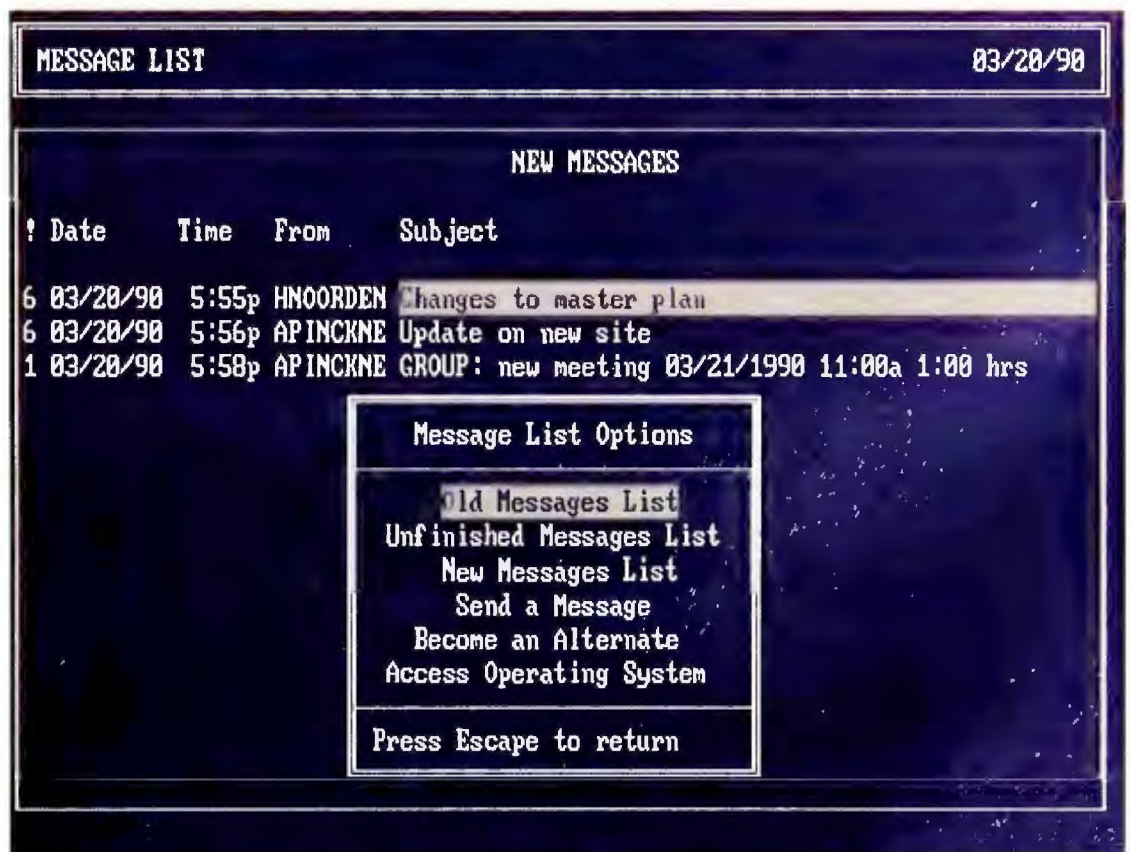 MESSAGE LIST 03/20/90
NEW MESSAGES
! Date Time From Subject
6 03/20/90 5:55p HNOORDEN Changes to master plan
6 03/20/90 5:56p APINCKNE Update on new site
1 03/20/90 5:58p APINCKNE GROUP: new meeting 03/21/1990 11:00a 1:00 hrs
Message List Options
Old Messages List
Unfinished Messages List
New Messages List
Send a Message
Become an Alternate
Access Operating System
Press Escape to return